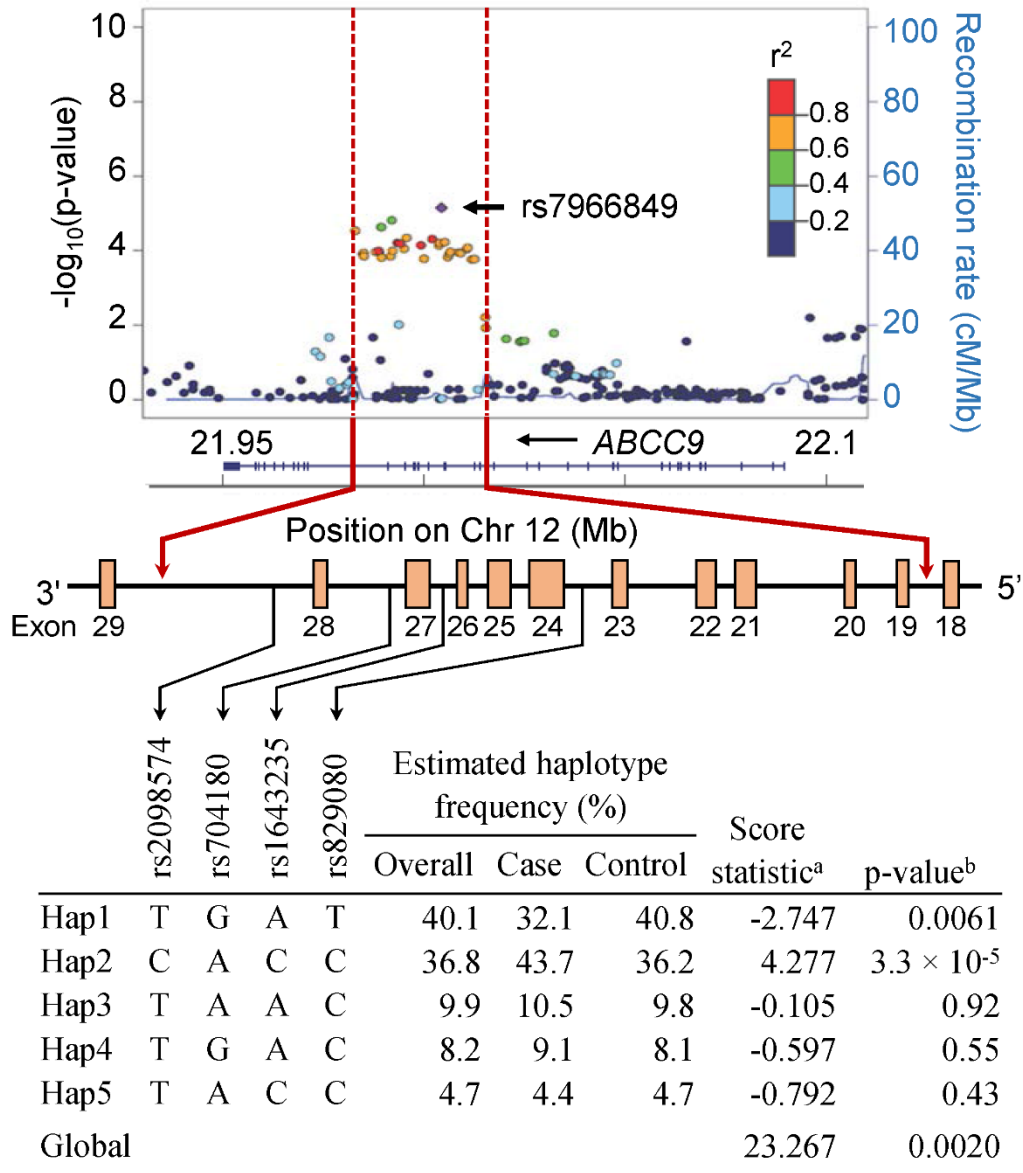 10
8
6
4
2
0
-log₁₀(p-value)
100
80
60
40
20
0
Recombination rate (cM/Mb)
r²
0.8
0.6
0.4
0.2
rs7966849
21.95
ABCC9
22.1
Position on Chr 12 (Mb)
3'
5'
Exon 29 28 27 26 25 24 23 22 21 20 19 18
rs2098574
rs704180
rs1643235
rs829080
Estimated haplotype
frequency (%)
Overall Case Control
Score
statisticᵃ
p-valueᵇ
Hap1 T G A T 40.1 32.1 40.8 -2.747 0.0061
Hap2 C A C C 36.8 43.7 36.2 4.277 3.3 × 10⁻⁵
Hap3 T A A C 9.9 10.5 9.8 -0.105 0.92
Hap4 T G A C 8.2 9.1 8.1 -0.597 0.55
Hap5 T A C C 4.7 4.4 4.7 -0.792 0.43
Global 23.267 0.0020